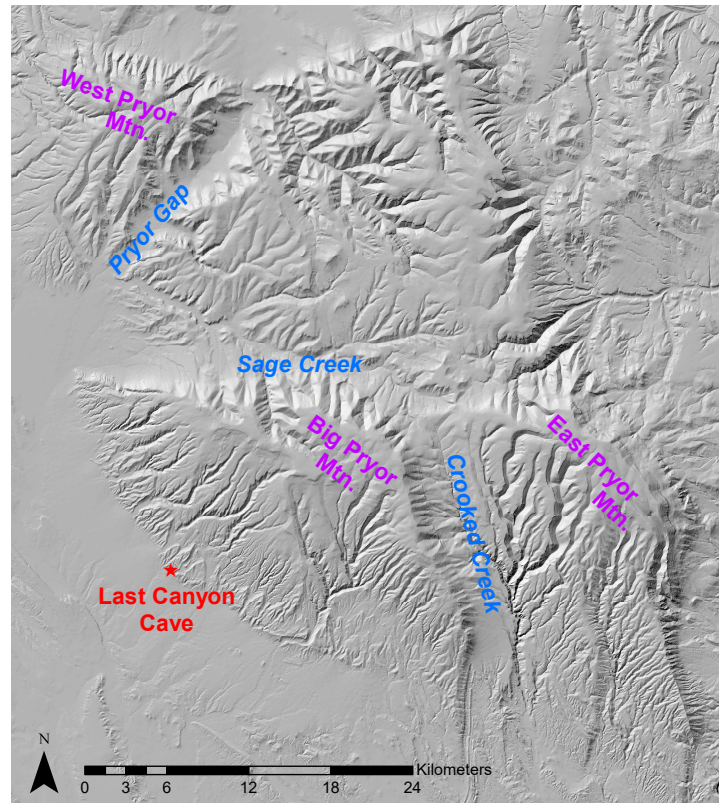 West Pryor
Mtn.
Pryor Gap
Sage Creek
Big Pryor
Mtn.
East Pryor
Mtn.
Crooked Creek
Last Canyon
Cave
N
Kilometers
0 3 6 12 18 24